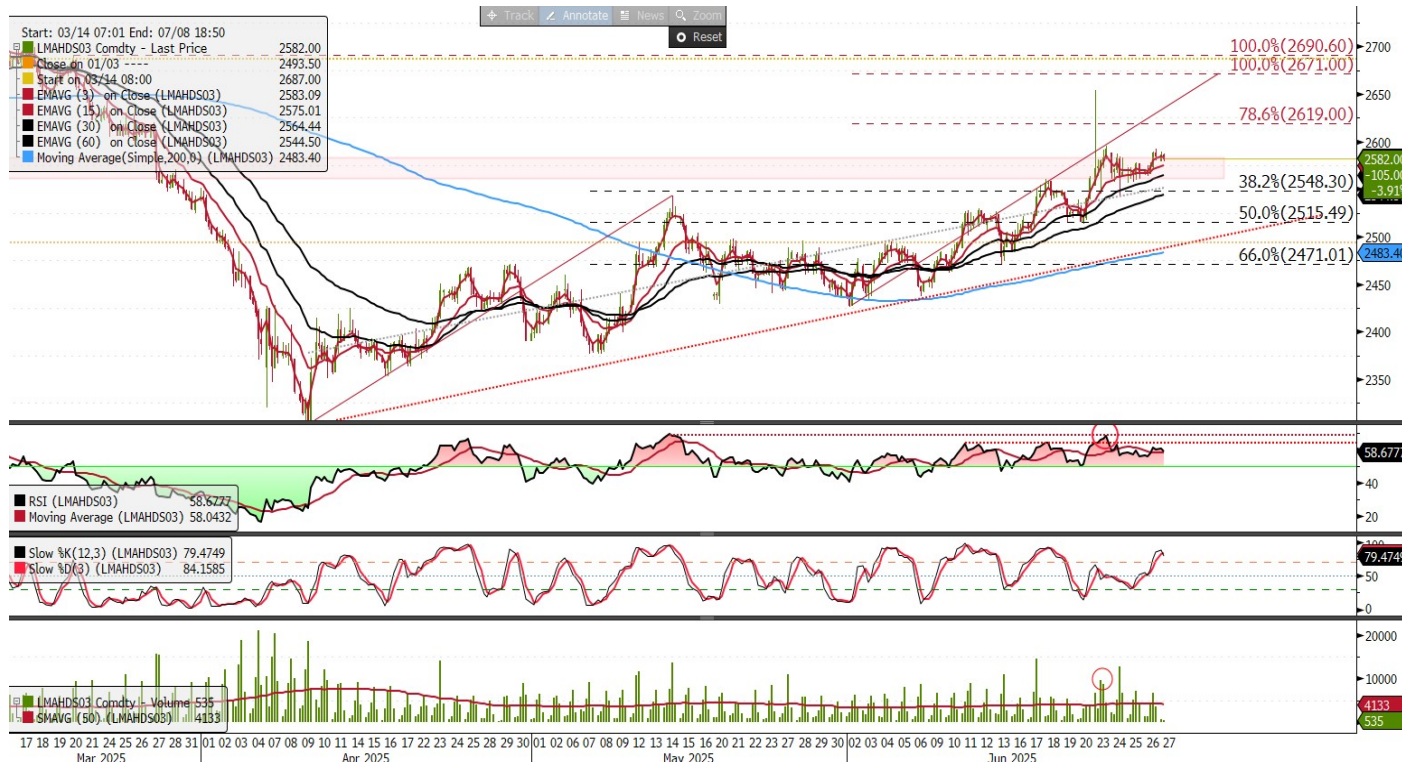 Track Annotate News Zoom
Reset
Start: 03/14 07:01 End: 07/08 18:50
LMAHDS03 Comdty - Last Price 2582.00
Close on 01/03 ---- 2493.50
Start on 03/14 08:00 2687.00
EMAVG (3) on Close (LMAHDS03) 2583.09
EMAVG (15) on Close (LMAHDS03) 2575.01
EMAVG (30) on Close (LMAHDS03) 2564.44
EMAVG (60) on Close (LMAHDS03) 2544.50
Moving Average(Simple,200,0) (LMAHDS03) 2483.40
100.0%(2690.60)
100.0%(2671.00)
78.6%(2619.00)
38.2%(2548.30)
50.0%(2515.49)
66.0%(2471.01)
2700
2650
2600
2582.00
-105.00
-3.91%
2500
2483.40
2450
2400
2350
RSI (LMAHDS03) 58.6777
Moving Average (LMAHDS03) 58.0432
58.6777
40
20
Slow %K(12,3) (LMAHDS03) 79.4749
Slow %D(3) (LMAHDS03) 84.1585
100
79.4749
50
0
LMAHDS03 Comdty - Volume 535
SMAVG (50) (LMAHDS03) 4133
20000
10000
4133
535
17 18 19 20 21 24 25 26 27 28 31 01 02 03 04 07 08 09 10 11 14 15 16 17 22 23 24 25 28 29 30 01 02 06 07 08 09 12 13 14 15 16 19 20 21 22 23 27 28 29 30 02 03 04 05 06 09 10 11 12 13 16 17 18 19 20 23 24 25 26 27
Mar 2025 Apr 2025 May 2025 Jun 2025